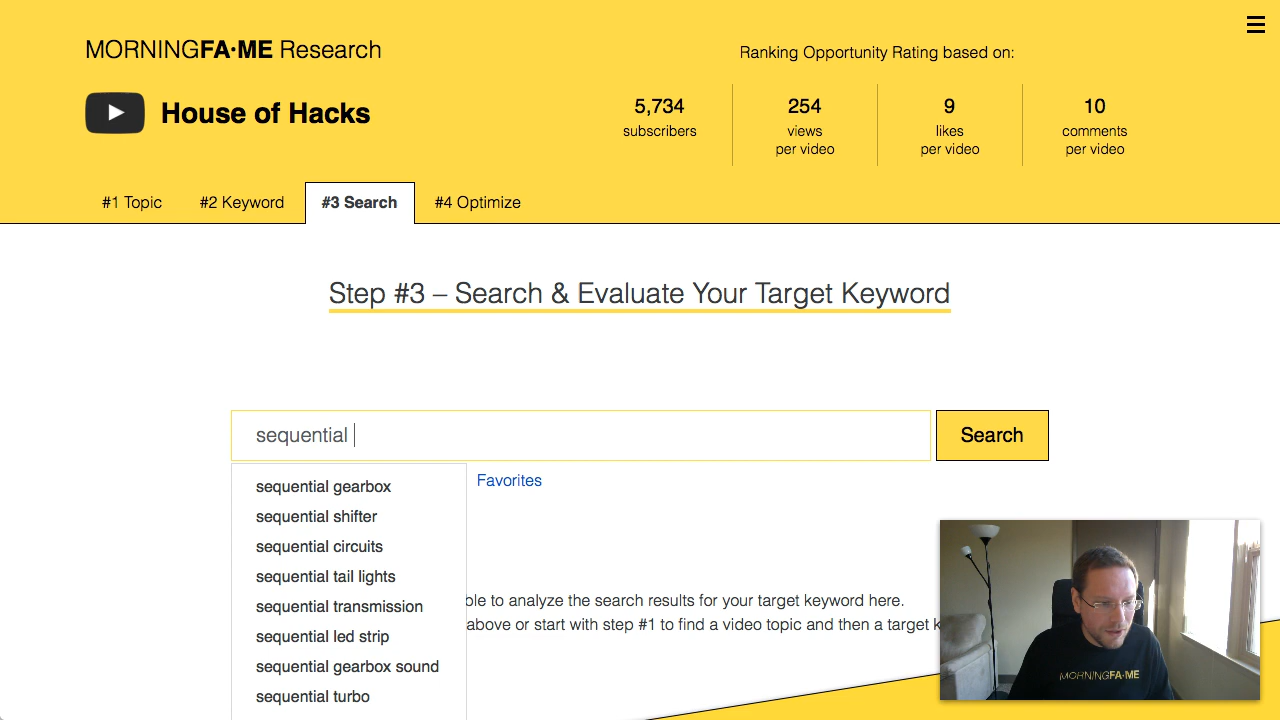 MORNINGFA•ME Research
Ranking Opportunity Rating based on:
House of Hacks
5,734
subscribers
254
views
per video
9
likes
per video
10
comments
per video
#1 Topic
#2 Keyword
#3 Search
#4 Optimize
Step #3 – Search & Evaluate Your Target Keyword
sequential
Search
Favorites
sequential gearbox
sequential shifter
sequential circuits
sequential tail lights
sequential transmission
sequential led strip
sequential gearbox sound
sequential turbo
ble to analyze the search results for your target keyword here.
above or start with step #1 to find a video topic and then a target k
MORNINGFA•ME